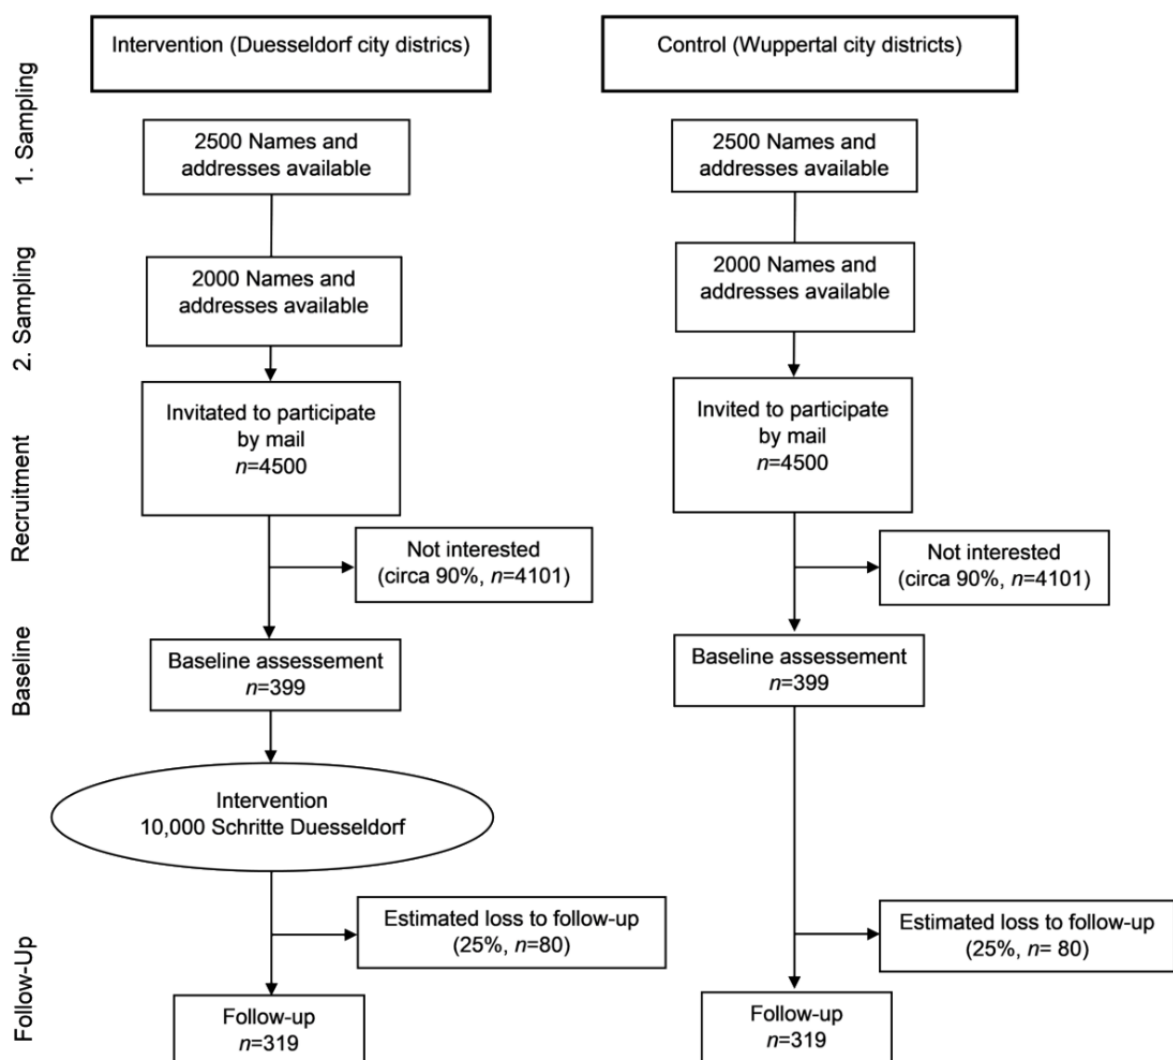 Intervention (Duesseldorf city districs)
Control (Wuppertal city districts)
1. Sampling
2500 Names and
addresses available
2500 Names and
addresses available
2. Sampling
2000 Names and
addresses available
2000 Names and
addresses available
Recruitment
Invitated to participate
by mail
n=4500
Invited to participate
by mail
n=4500
Not interested
(circa 90%, n=4101)
Not interested
(circa 90%, n=4101)
Baseline
Baseline assessement
n=399
Baseline assessement
n=399
Intervention
10,000 Schritte Duesseldorf
Follow-Up
Estimated loss to follow-up
(25%, n=80)
Estimated loss to follow-up
(25%, n= 80)
Follow-up
n=319
Follow-up
n=319